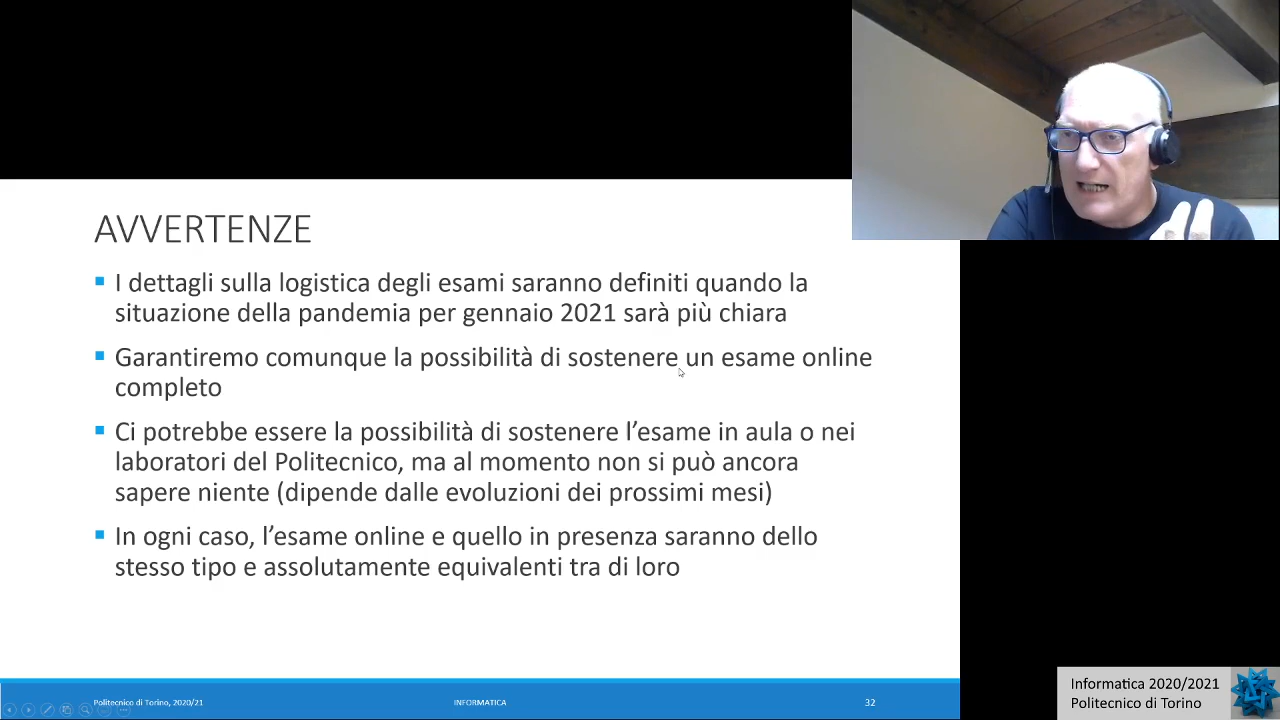 AVVERTENZE
I dettagli sulla logistica degli esami saranno definiti quando la
situazione della pandemia per gennaio 2021 sarà più chiara
Garantiremo comunque la possibilità di sostenere un esame online
completo
Ci potrebbe essere la possibilità di sostenere l’esame in aula o nei
laboratori del Politecnico, ma al momento non si può ancora
sapere niente (dipende dalle evoluzioni dei prossimi mesi)
In ogni caso, l’esame online e quello in presenza saranno dello
stesso tipo e assolutamente equivalenti tra di loro
Politecnico di Torino, 2020/21
INFORMATICA
32
Informatica 2020/2021
Politecnico di Torino